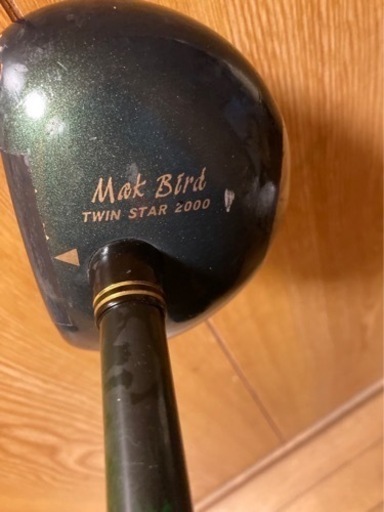 Mak Bird
TWIN STAR 2000